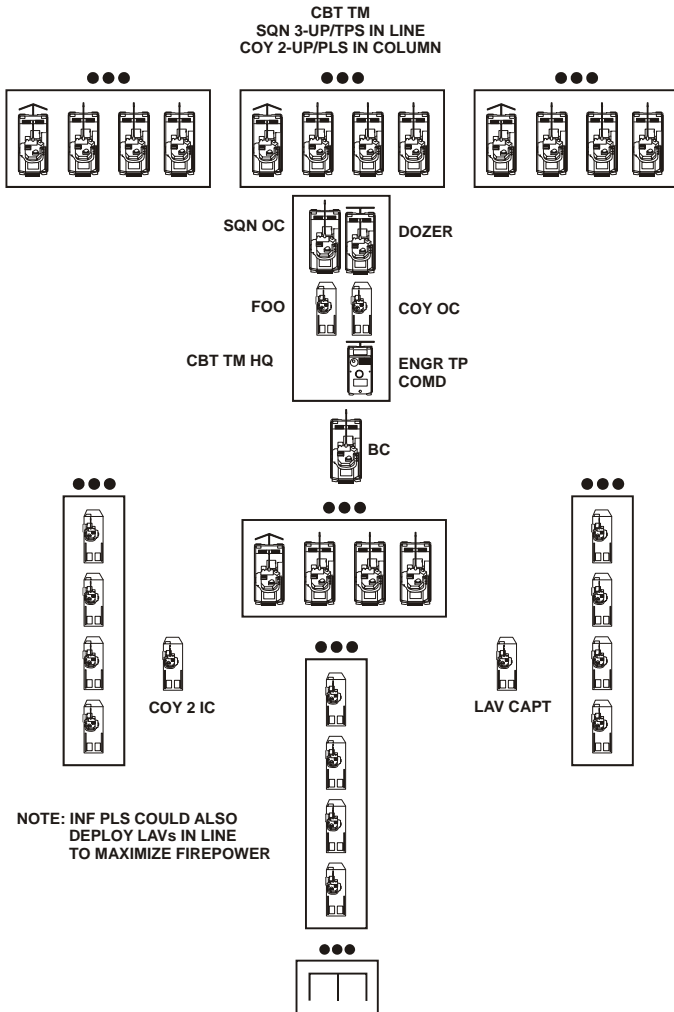 CBT TM
SQN 3-UP/TPS IN LINE
COY 2-UP/PLS IN COLUMN
SQN OC
DOZER
FOO
COY OC
CBT TM HQ
ENGR TP
COMD
BC
COY 2 IC
LAV CAPT
NOTE: INF PLS COULD ALSO
DEPLOY LAVs IN LINE
TO MAXIMIZE FIREPOWER